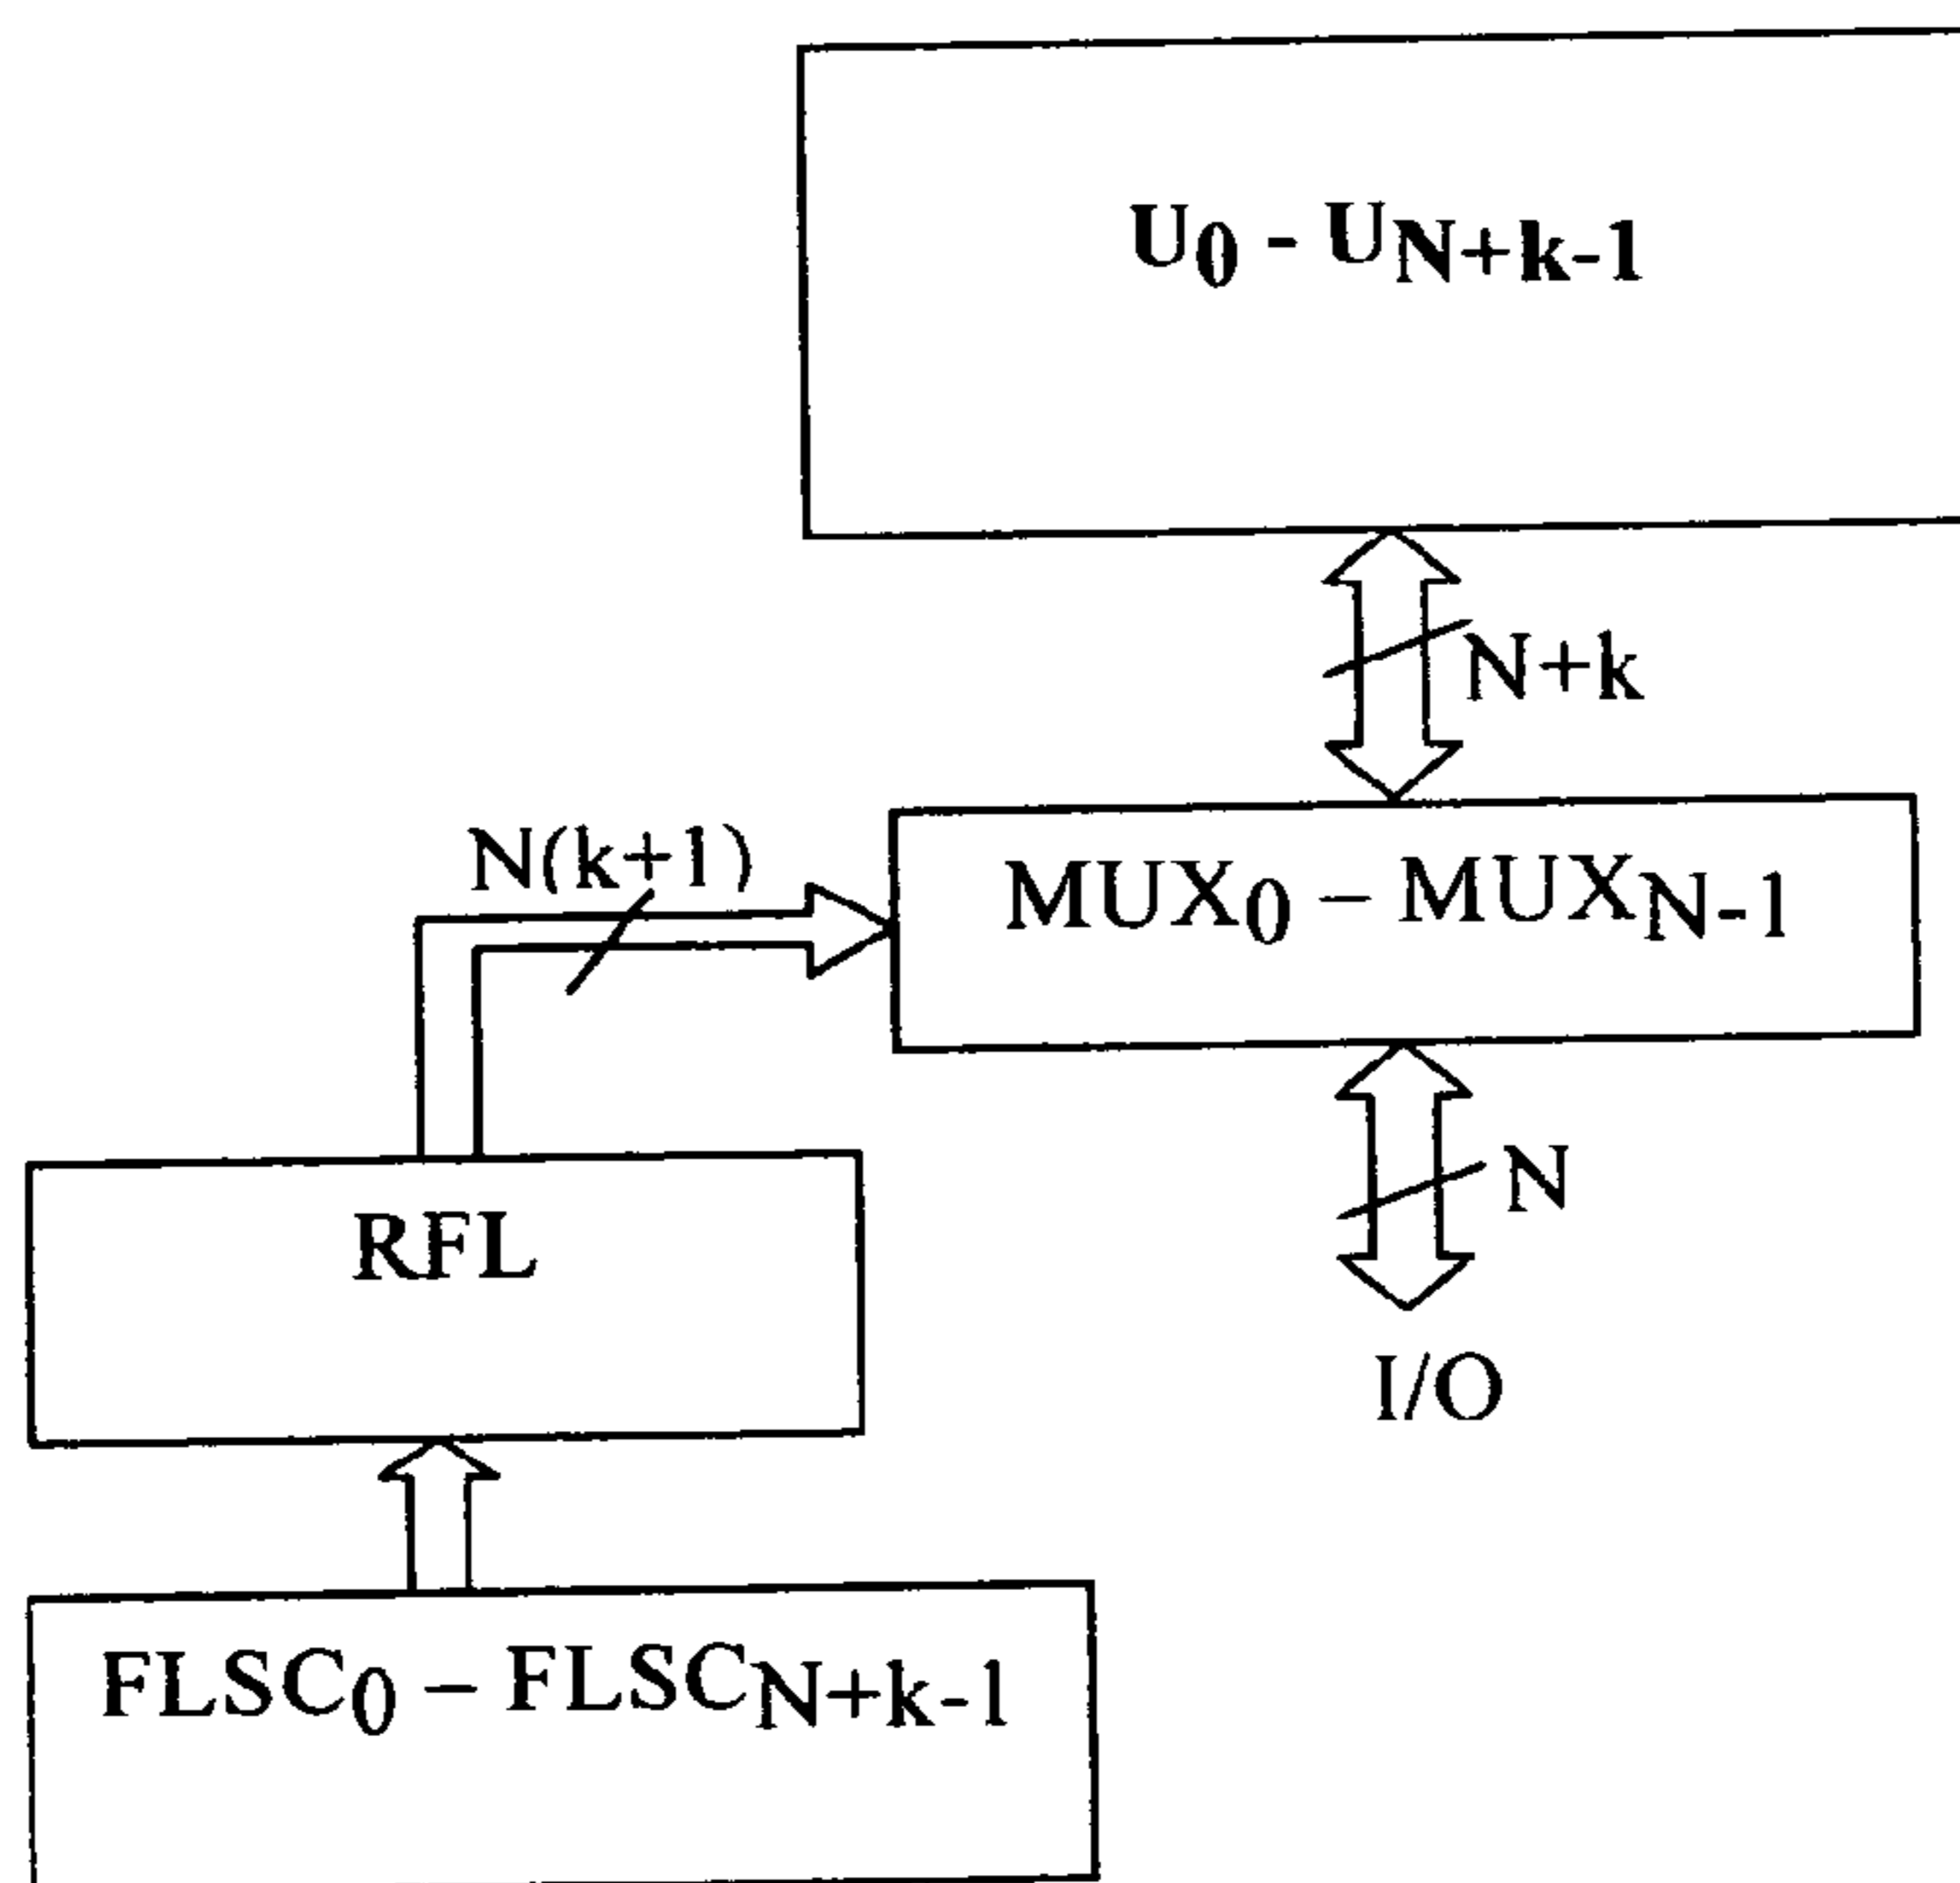 U0 - UN+k-1
N+k
N(k+1)
MUX0 – MUXN-1
N
RFL
I/O
FLSC0 – FLSCN+k-1